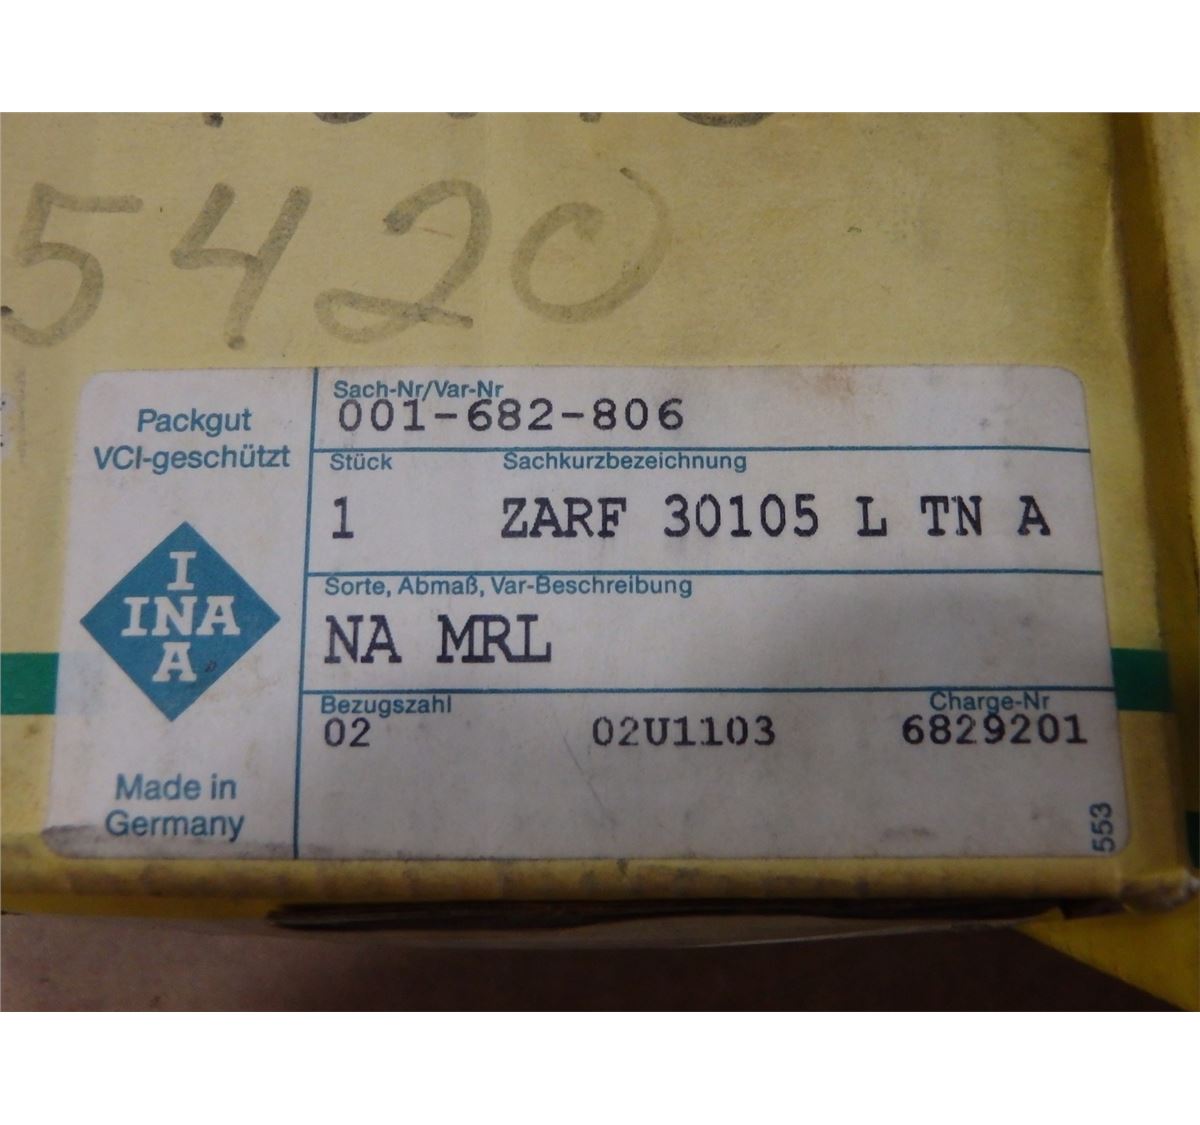 5420
Packgut
VCI-geschützt
I
INA
A
Made in
Germany
Sach-Nr/Var-Nr
001-682-806
Stück Sachkurzbezeichnung
1 ZARF 30105 L TN A
Sorte, Abmaß, Var-Beschreibung
NA MRL
Bezugszahl Charge-Nr
02 02U1103 6829201
553